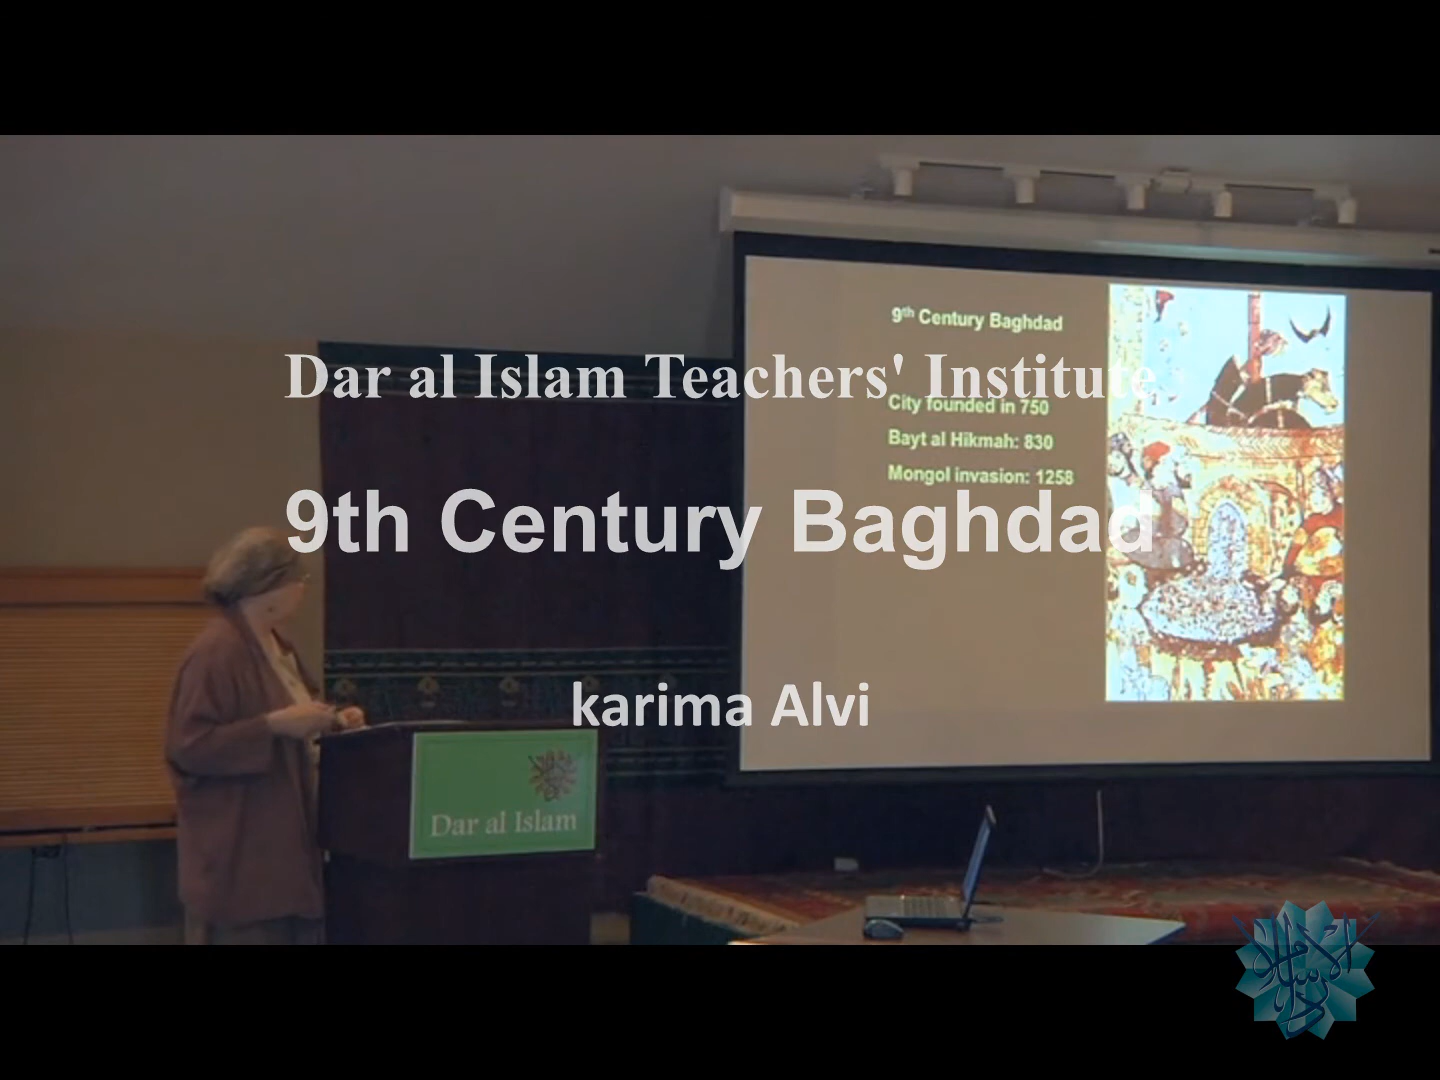 Dar al Islam Teachers' Institute
9th Century Baghdad
karima Alvi
9th Century Baghdad
City founded in 750
Bayt al Hikmah: 830
Mongol invasion: 1258
Dar al Islam